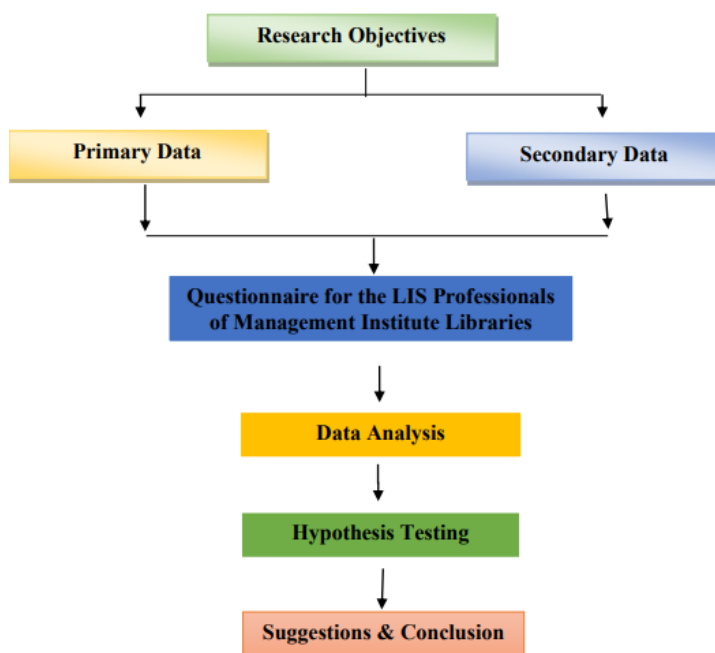 Research Objectives
Primary Data
Secondary Data
Questionnaire for the LIS Professionals
of Management Institute Libraries
Data Analysis
Hypothesis Testing
Suggestions & Conclusion